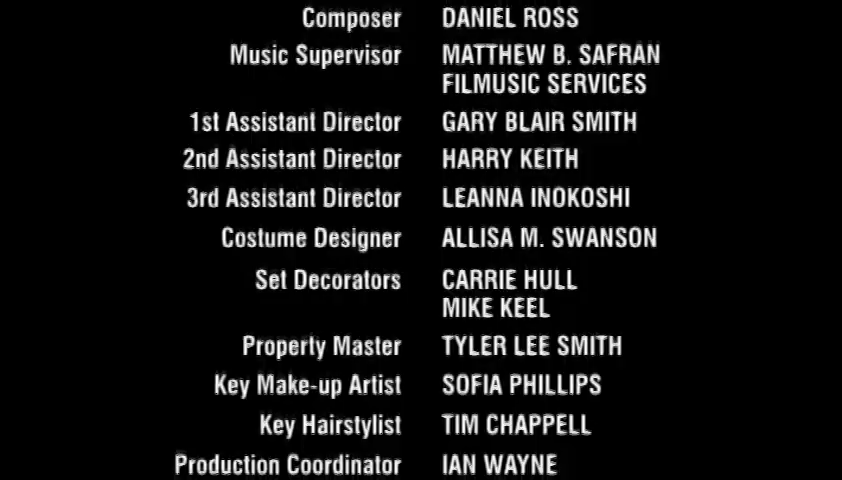 Composer DANIEL ROSS
Music Supervisor MATTHEW B. SAFRAN
FILMUSIC SERVICES
1st Assistant Director GARY BLAIR SMITH
2nd Assistant Director HARRY KEITH
3rd Assistant Director LEANNA INOKOSHI
Costume Designer ALLISA M. SWANSON
Set Decorators CARRIE HULL
MIKE KEEL
Property Master TYLER LEE SMITH
Key Make-up Artist SOFIA PHILLIPS
Key Hairstylist TIM CHAPPELL
Production Coordinator IAN WAYNE